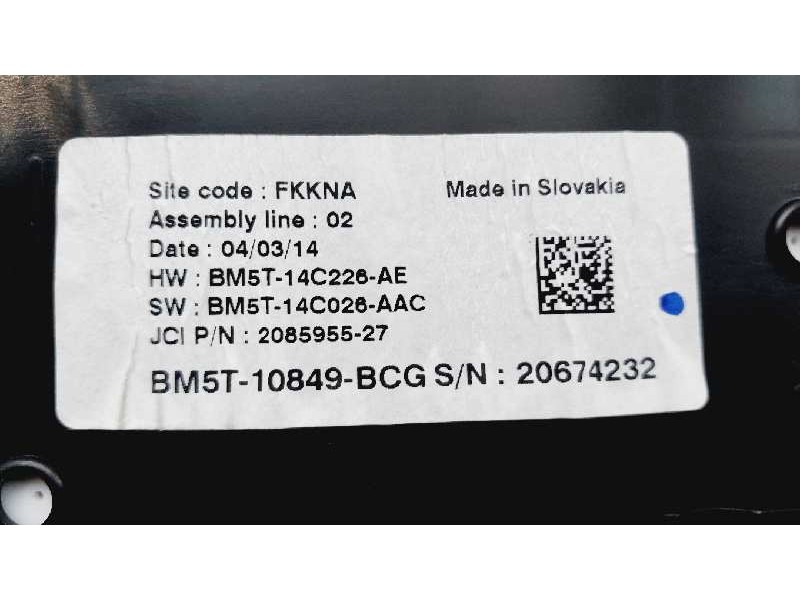 Site code : FKKNA
Made in Slovakia
Assembly line : 02
Date : 04/03/14
HW : BM5T-14C226-AE
SW : BM5T-14C026-AAC
JCI P/N : 2085955-27
BM5T-10849-BCG S/N : 20674232